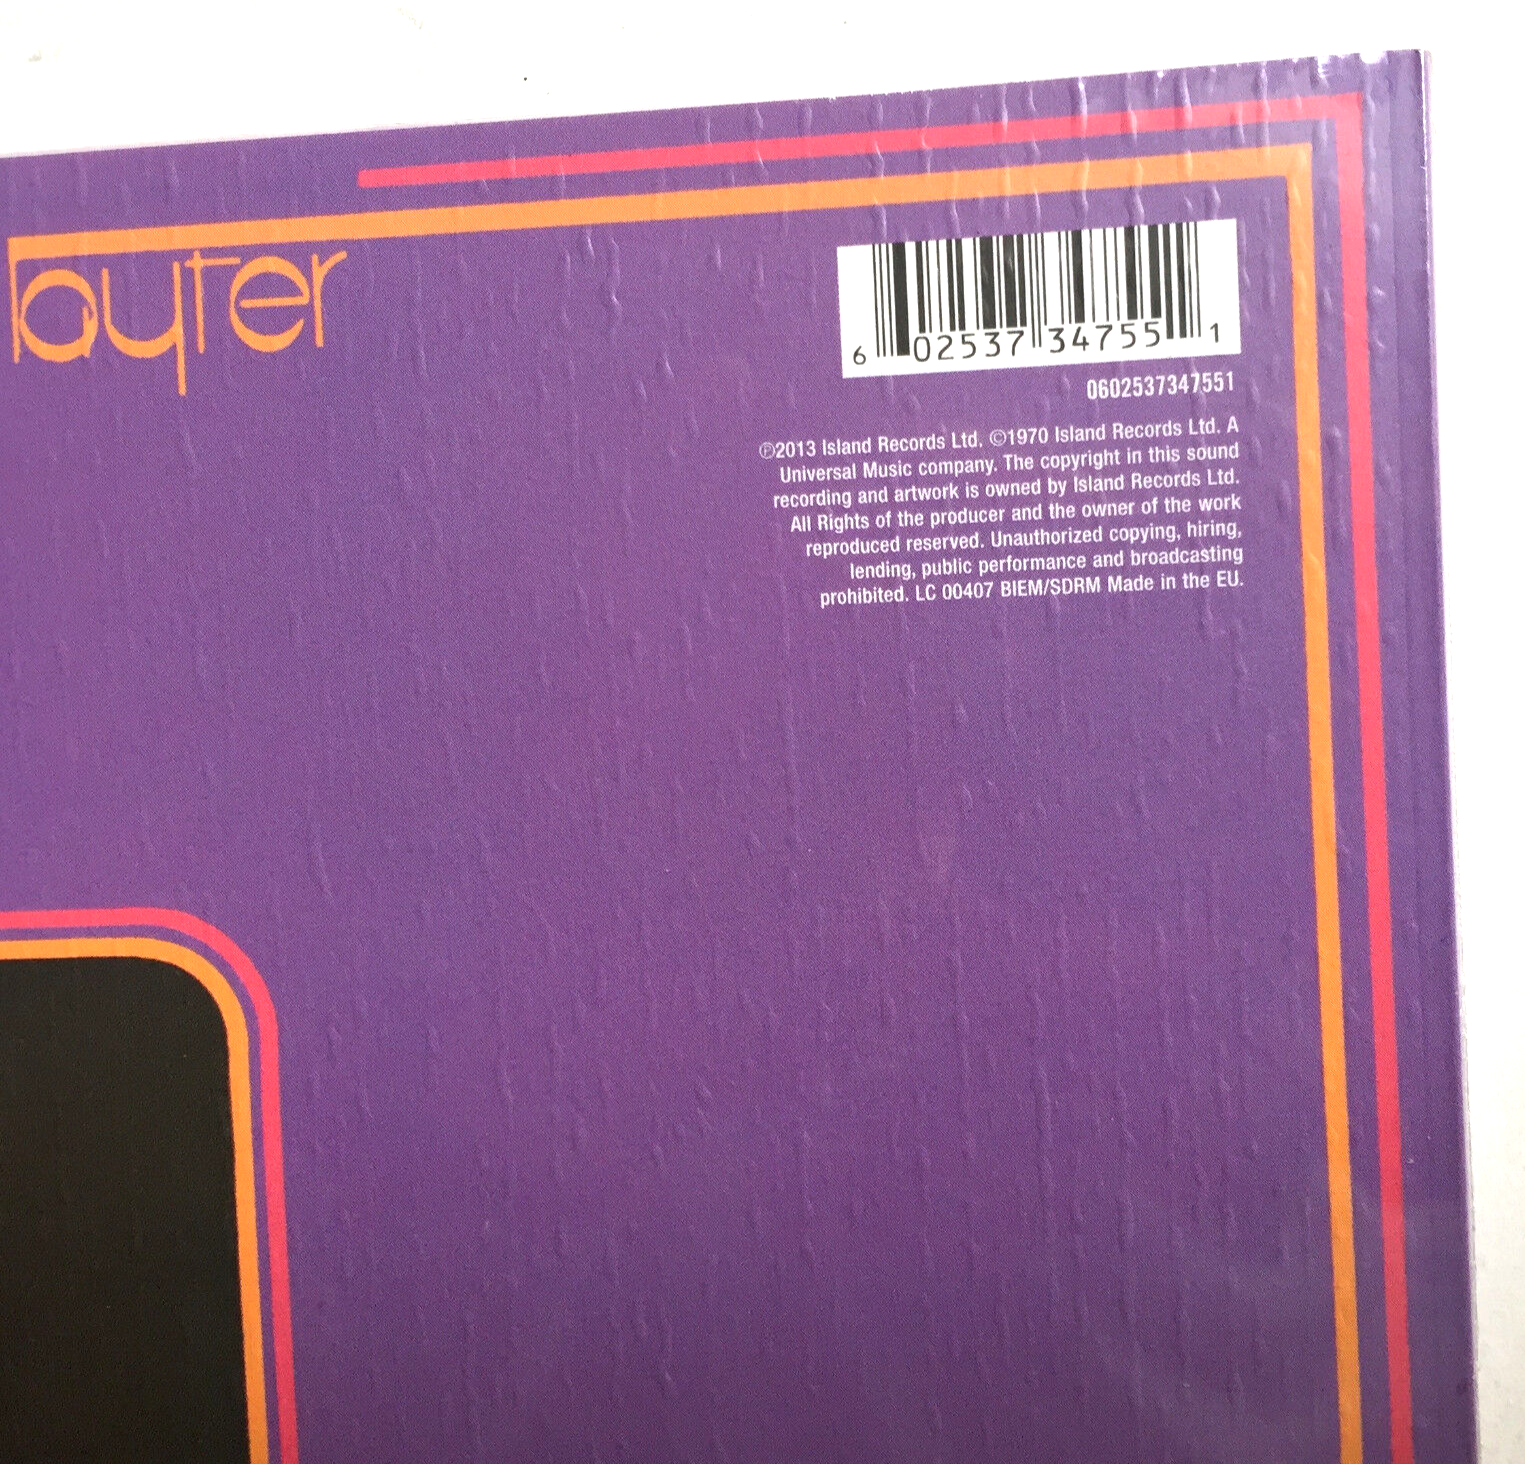 Bryter
6 02537 34755 1
0602537347551
℗2013 Island Records Ltd. ©1970 Island Records Ltd. A
Universal Music company. The copyright in this sound
recording and artwork is owned by Island Records Ltd.
All Rights of the producer and the owner of the work
reproduced reserved. Unauthorized copying, hiring,
lending, public performance and broadcasting
prohibited. LC 00407 BIEM/SDRM Made in the EU.